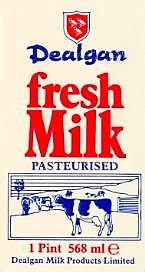 Dealgan
fresh
Milk
PASTEURISED
1 Pint 568 ml ℮
Dealgan Milk Products Limited